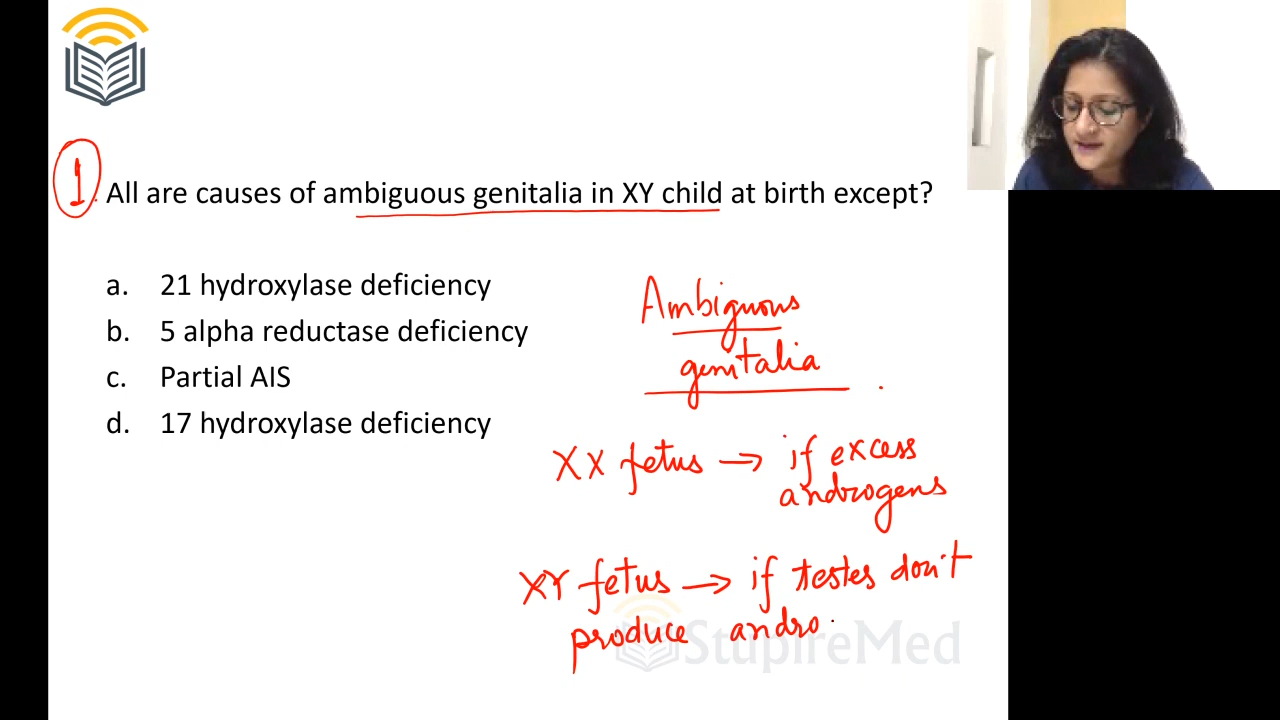 1. All are causes of ambiguous genitalia in XY child at birth except?
a. 21 hydroxylase deficiency
b. 5 alpha reductase deficiency
c. Partial AIS
d. 17 hydroxylase deficiency
Ambiguous
genitalia
XX fetus → if excess
androgens
XY fetus → if testes don't
produce andro
StupireMed